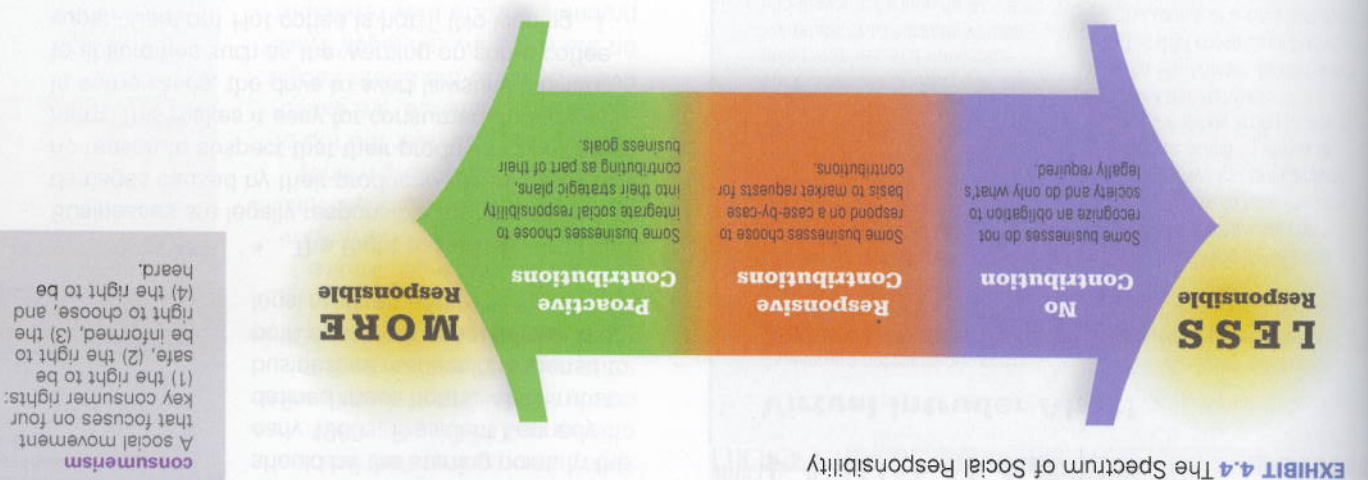 EXHIBIT 4.4 The Spectrum of Social Responsibility
LESS
Responsible
No
Contribution
Some businesses do not
recognize an obligation to
society and do only what's
legally required.
Responsive
Contributions
Some businesses choose to
respond on a case-by-case
basis to market requests for
contributions.
Proactive
Contributions
Some businesses choose to
integrate social responsibility
into their strategic plans,
contributing as part of their
business goals.
MORE
Responsible
consumerism
A social movement
that focuses on four
key consumer rights:
(1) the right to be
safe, (2) the right to
be informed, (3) the
right to choose, and
(4) the right to be
heard.